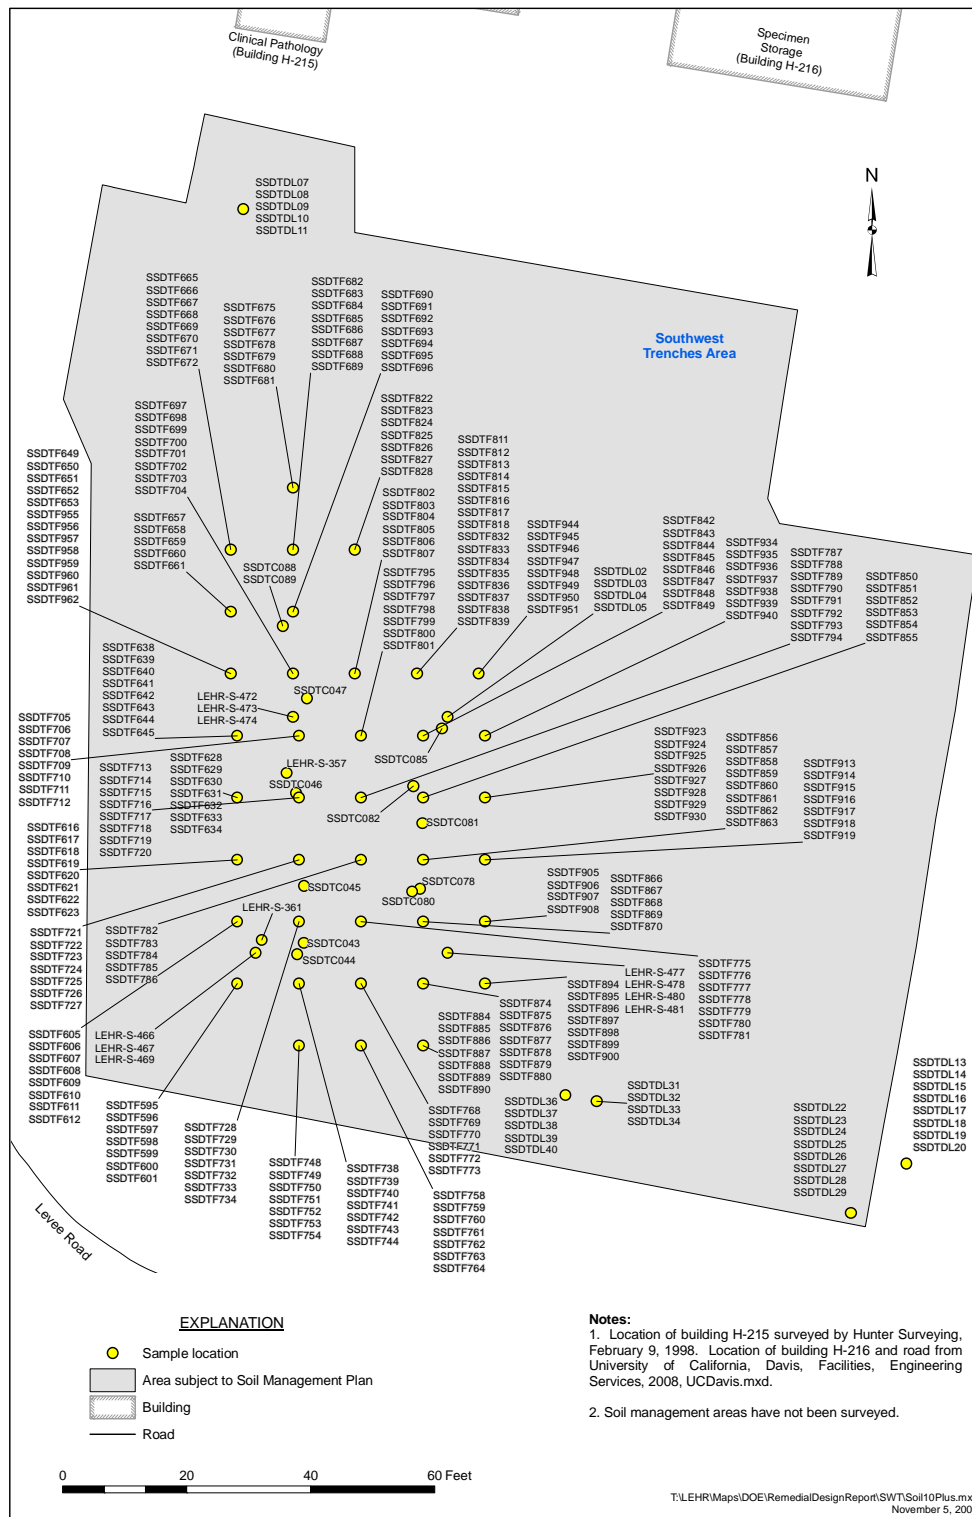 Clinical Pathology
(Building H-215)
Specimen
Storage
(Building H-216)
N
SSDTDL07
SSDTDL08
SSDTDL09
SSDTDL10
SSDTDL11
Southwest
Trenches Area
SSDTF665
SSDTF666
SSDTF667
SSDTF668
SSDTF669
SSDTF670
SSDTF671
SSDTF672
SSDTF675
SSDTF676
SSDTF677
SSDTF678
SSDTF679
SSDTF680
SSDTF681
SSDTF682
SSDTF683
SSDTF684
SSDTF685
SSDTF686
SSDTF687
SSDTF688
SSDTF689
SSDTF690
SSDTF691
SSDTF692
SSDTF693
SSDTF694
SSDTF695
SSDTF696
SSDTF697
SSDTF698
SSDTF699
SSDTF700
SSDTF701
SSDTF702
SSDTF703
SSDTF704
SSDTF822
SSDTF823
SSDTF824
SSDTF825
SSDTF826
SSDTF827
SSDTF828
SSDTF649
SSDTF650
SSDTF651
SSDTF652
SSDTF653
SSDTF955
SSDTF956
SSDTF957
SSDTF958
SSDTF959
SSDTF960
SSDTF961
SSDTF962
SSDTF657
SSDTF658
SSDTF659
SSDTF660
SSDTF661
SSDTC088
SSDTC089
SSDTF802
SSDTF803
SSDTF804
SSDTF805
SSDTF806
SSDTF807
SSDTF795
SSDTF796
SSDTF797
SSDTF798
SSDTF799
SSDTF800
SSDTF801
SSDTF811
SSDTF812
SSDTF813
SSDTF814
SSDTF815
SSDTF816
SSDTF817
SSDTF818
SSDTF832
SSDTF833
SSDTF834
SSDTF835
SSDTF836
SSDTF837
SSDTF838
SSDTF839
SSDTF944
SSDTF945
SSDTF946
SSDTF947
SSDTF948
SSDTF949
SSDTF950
SSDTF951
SSDTDL02
SSDTDL03
SSDTDL04
SSDTDL05
SSDTF842
SSDTF843
SSDTF844
SSDTF845
SSDTF846
SSDTF847
SSDTF848
SSDTF849
SSDTF934
SSDTF935
SSDTF936
SSDTF937
SSDTF938
SSDTF939
SSDTF940
SSDTF787
SSDTF788
SSDTF789
SSDTF790
SSDTF791
SSDTF792
SSDTF793
SSDTF794
SSDTF850
SSDTF851
SSDTF852
SSDTF853
SSDTF854
SSDTF855
SSDTF638
SSDTF639
SSDTF640
SSDTF641
SSDTF642
SSDTF643
SSDTF644
SSDTF645
LEHR-S-472
LEHR-S-473
LEHR-S-474
SSDTC047
SSDTF705
SSDTF706
SSDTF707
SSDTF708
SSDTF709
SSDTF710
SSDTF711
SSDTF712
SSDTF713
SSDTF714
SSDTF715
SSDTF716
SSDTF717
SSDTF718
SSDTF719
SSDTF720
SSDTF628
SSDTF629
SSDTF630
SSDTF631
SSDTF632
SSDTF633
SSDTF634
LEHR-S-357
SSDTC046
SSDTC085
SSDTC082
SSDTC081
SSDTF923
SSDTF924
SSDTF925
SSDTF926
SSDTF927
SSDTF928
SSDTF929
SSDTF930
SSDTF856
SSDTF857
SSDTF858
SSDTF859
SSDTF860
SSDTF861
SSDTF862
SSDTF863
SSDTF913
SSDTF914
SSDTF915
SSDTF916
SSDTF917
SSDTF918
SSDTF919
SSDTF616
SSDTF617
SSDTF618
SSDTF619
SSDTF620
SSDTF621
SSDTF622
SSDTF623
SSDTC045
SSDTC078
SSDTC080
SSDTF905
SSDTF906
SSDTF907
SSDTF908
SSDTF866
SSDTF867
SSDTF868
SSDTF869
SSDTF870
SSDTF721
SSDTF722
SSDTF723
SSDTF724
SSDTF725
SSDTF726
SSDTF727
SSDTF782
SSDTF783
SSDTF784
SSDTF785
SSDTF786
LEHR-S-361
SSDTC043
SSDTC044
LEHR-S-477
LEHR-S-478
LEHR-S-480
LEHR-S-481
SSDTF775
SSDTF776
SSDTF777
SSDTF778
SSDTF779
SSDTF780
SSDTF781
SSDTF605
SSDTF606
SSDTF607
SSDTF608
SSDTF609
SSDTF610
SSDTF611
SSDTF612
LEHR-S-466
LEHR-S-467
LEHR-S-469
SSDTF894
SSDTF895
SSDTF896
SSDTF897
SSDTF898
SSDTF899
SSDTF900
SSDTF874
SSDTF875
SSDTF876
SSDTF877
SSDTF878
SSDTF879
SSDTF880
SSDTF884
SSDTF885
SSDTF886
SSDTF887
SSDTF888
SSDTF889
SSDTF890
SSDTDL13
SSDTDL14
SSDTDL15
SSDTDL16
SSDTDL17
SSDTDL18
SSDTDL19
SSDTDL20
SSDTDL31
SSDTDL32
SSDTDL33
SSDTDL34
SSDTDL36
SSDTDL37
SSDTDL38
SSDTDL39
SSDTDL40
SSDTDL22
SSDTDL23
SSDTDL24
SSDTDL25
SSDTDL26
SSDTDL27
SSDTDL28
SSDTDL29
SSDTF595
SSDTF596
SSDTF597
SSDTF598
SSDTF599
SSDTF600
SSDTF601
SSDTF728
SSDTF729
SSDTF730
SSDTF731
SSDTF732
SSDTF733
SSDTF734
SSDTF748
SSDTF749
SSDTF750
SSDTF751
SSDTF752
SSDTF753
SSDTF754
SSDTF738
SSDTF739
SSDTF740
SSDTF741
SSDTF742
SSDTF743
SSDTF744
SSDTF768
SSDTF769
SSDTF770
SSDTF771
SSDTF772
SSDTF773
SSDTF758
SSDTF759
SSDTF760
SSDTF761
SSDTF762
SSDTF763
SSDTF764
Levee Road
EXPLANATION
Sample location
Area subject to Soil Management Plan
Building
Road
0 20 40 60 Feet
Notes:
1. Location of building H-215 surveyed by Hunter Surveying,
February 9, 1998. Location of building H-216 and road from
University of California, Davis, Facilities, Engineering
Services, 2008, UCDavis.mxd.
2. Soil management areas have not been surveyed.
T:\LEHR\Maps\DOE\RemedialDesignReport\SWT\Soil10Plus.mx
November 5, 200